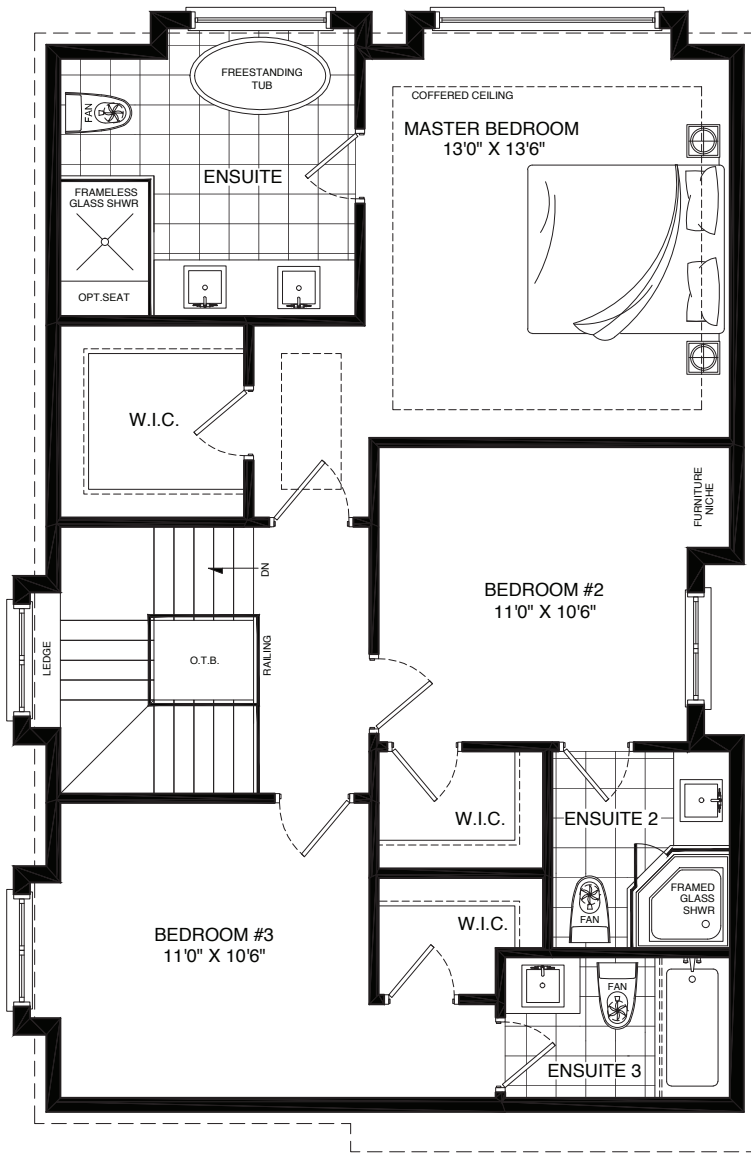 FREESTANDING
TUB
FAN
COFFERED CEILING
MASTER BEDROOM
13'0" X 13'6"
ENSUITE
FRAMELESS
GLASS SHWR
OPT.SEAT
W.I.C.
FURNITURE
NICHE
DN
BEDROOM #2
11'0" X 10'6"
LEDGE
O.T.B.
RAILING
W.I.C.
ENSUITE 2
FRAMED
GLASS
SHWR
FAN
W.I.C.
BEDROOM #3
11'0" X 10'6"
FAN
ENSUITE 3